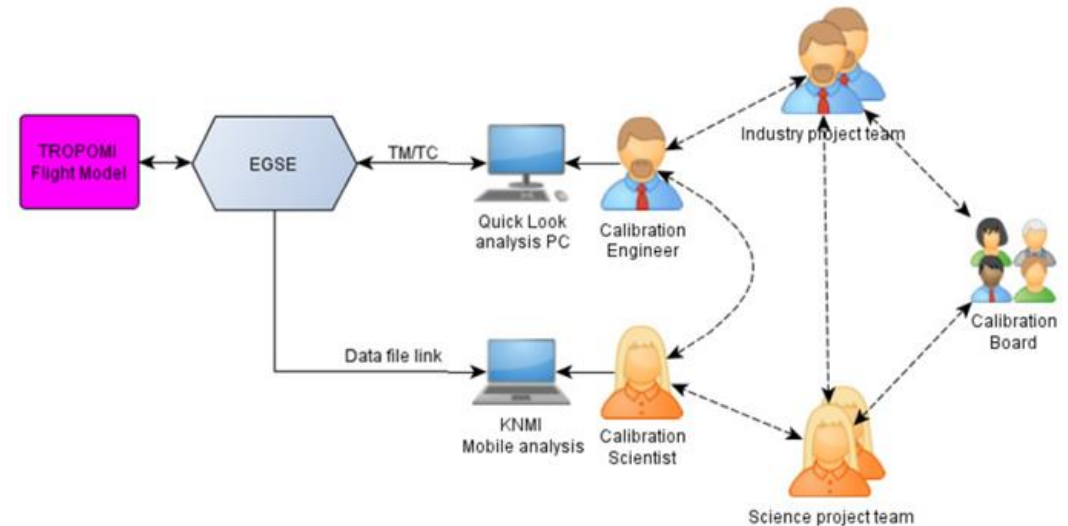 Industry project team
TROPOMI
Flight Model
EGSE
TM/TC
Quick Look
analysis PC
Calibration
Engineer
Calibration
Board
Data file link
KNMI
Mobile analysis
Calibration
Scientist
Science project team